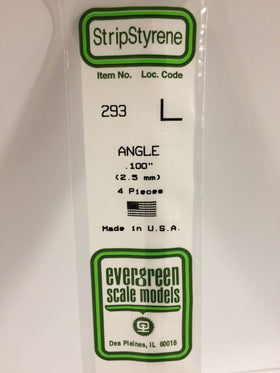 StripStyrene
Item No. Loc. Code
293 L
ANGLE
.100"
(2.5 mm)
4 Pieces
Made in U.S.A.
evergreen
scale models
Des Plaines, IL 60018